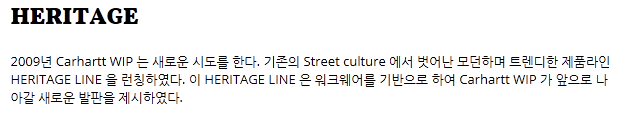 HERITAGE
2009년 Carhartt WIP 는 새로운 시도를 한다. 기존의 Street culture 에서 벗어난 모던하며 트렌디한 제품라인
HERITAGE LINE 을 런칭하였다. 이 HERITAGE LINE 은 워크웨어를 기반으로 하여 Carhartt WIP 가 앞으로 나
아갈 새로운 발판을 제시하였다.